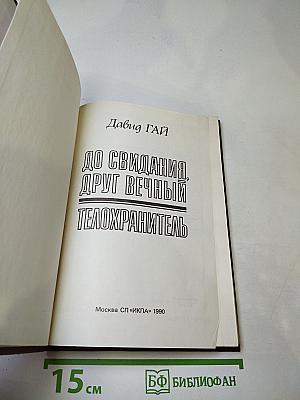 Давид ГАЙ
ДО СВИДАНИЯ,
ДРУГ ВЕЧНЫЙ
ТЕЛОХРАНИТЕЛЬ
Москва СП «ИКПА» 1990
15 см
БФ БИБЛИОФАН